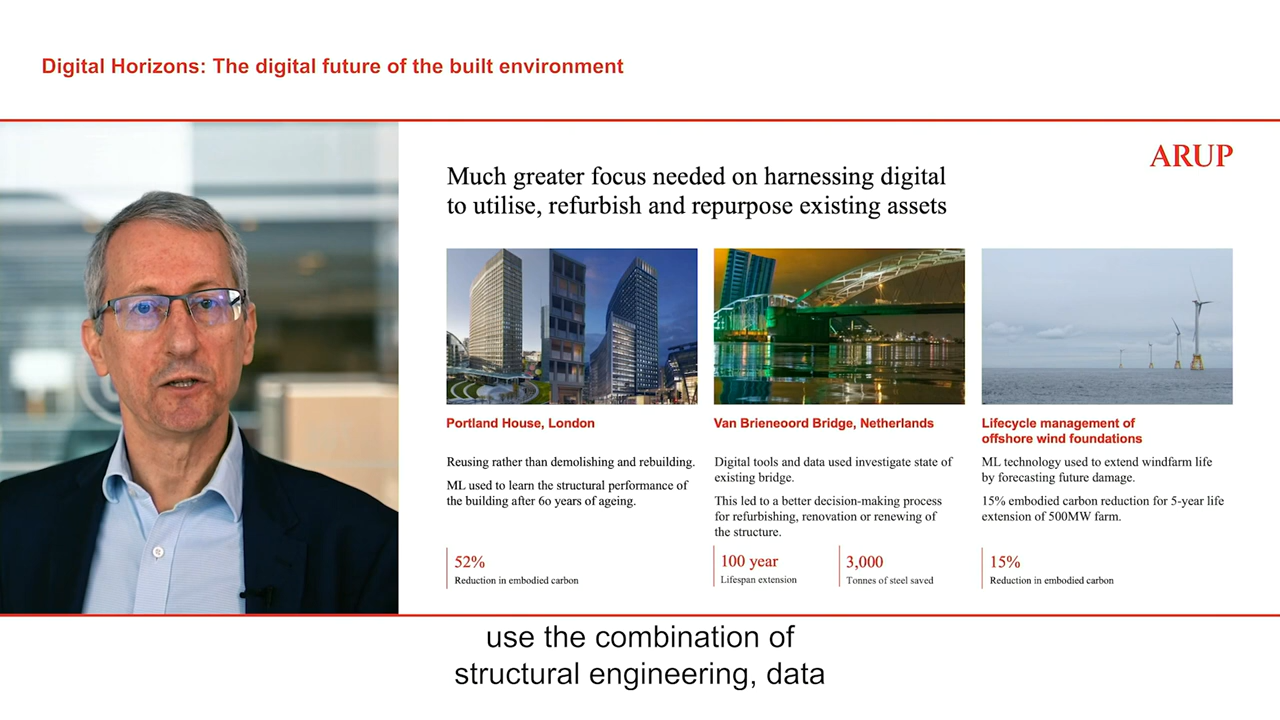 Digital Horizons: The digital future of the built environment
ARUP
Much greater focus needed on harnessing digital
to utilise, refurbish and repurpose existing assets
Portland House, London
Reusing rather than demolishing and rebuilding.
ML used to learn the structural performance of
the building after 60 years of ageing.
52%
Reduction in embodied carbon
Van Brieneoord Bridge, Netherlands
Digital tools and data used investigate state of
existing bridge.
This led to a better decision-making process
for refurbishing, renovation or renewing of
the structure.
100 year
Lifespan extension
3,000
Tonnes of steel saved
Lifecycle management of
offshore wind foundations
ML technology used to extend windfarm life
by forecasting future damage.
15% embodied carbon reduction for 5-year life
extension of 500MW farm.
15%
Reduction in embodied carbon
use the combination of
structural engineering, data